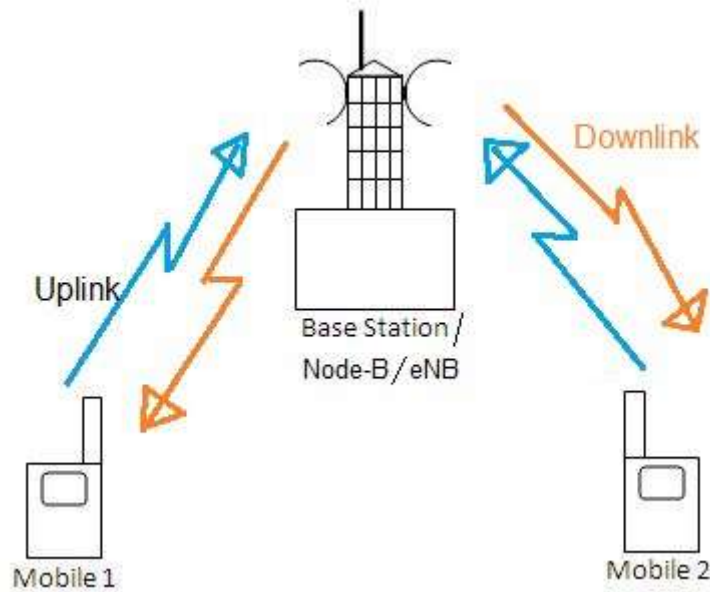 Downlink
Uplink
Base Station /
Node-B/eNB
Mobile 1
Mobile 2